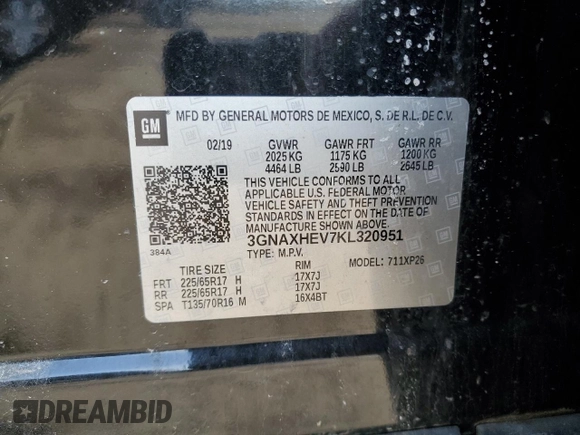 GM
MFD BY GENERAL MOTORS DE MEXICO, S. DE R.L. DE C.V.
02/19 GVWR GAWR FRT GAWR RR
2025 KG 1175 KG 1200 KG
4464 LB 2590 LB 2645 LB
THIS VEHICLE CONFORMS TO ALL
APPLICABLE U.S. FEDERAL MOTOR
VEHICLE SAFETY, BUMPER, AND THEFT
PREVENTION STANDARDS IN
EFFECT ON THE DATE OF
MANUFACTURE SHOWN ABOVE.
3GNAXHEV7KL320951
384A
TYPE: M.P.V. MODEL: 711XP26
TIRE SIZE RIM
FRT 225/65R17 H 17X7J
RR 225/65R17 H 17X7J
SPA T135/70R16 M 16X4BT
DREAMBID